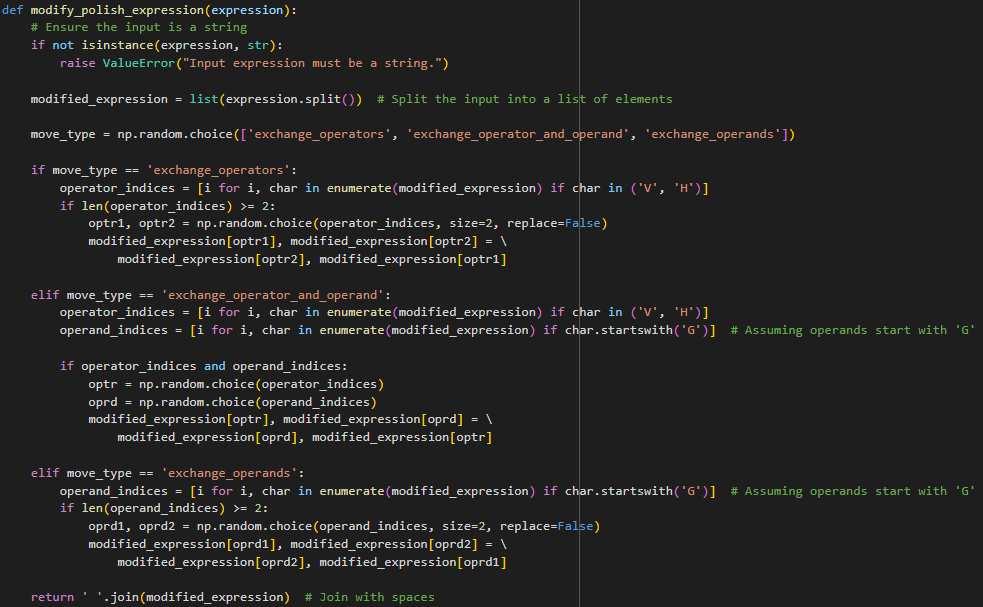 def modify_polish_expression(expression):
    # Ensure the input is a string
    if not isinstance(expression, str):
        raise ValueError("Input expression must be a string.")

    modified_expression = list(expression.split())  # Split the input into a list of elements

    move_type = np.random.choice(['exchange_operators', 'exchange_operator_and_operand', 'exchange_operands'])

    if move_type == 'exchange_operators':
        operator_indices = [i for i, char in enumerate(modified_expression) if char in ('V', 'H')]
        if len(operator_indices) >= 2:
            optr1, optr2 = np.random.choice(operator_indices, size=2, replace=False)
            modified_expression[optr1], modified_expression[optr2] = \
                modified_expression[optr2], modified_expression[optr1]

    elif move_type == 'exchange_operator_and_operand':
        operator_indices = [i for i, char in enumerate(modified_expression) if char in ('V', 'H')]
        operand_indices = [i for i, char in enumerate(modified_expression) if char.startswith('G')]  # Assuming operands start with 'G'

        if operator_indices and operand_indices:
            optr = np.random.choice(operator_indices)
            oprd = np.random.choice(operand_indices)
            modified_expression[optr], modified_expression[oprd] = \
                modified_expression[oprd], modified_expression[optr]

    elif move_type == 'exchange_operands':
        operand_indices = [i for i, char in enumerate(modified_expression) if char.startswith('G')]  # Assuming operands start with 'G'
        if len(operand_indices) >= 2:
            oprd1, oprd2 = np.random.choice(operand_indices, size=2, replace=False)
            modified_expression[oprd1], modified_expression[oprd2] = \
                modified_expression[oprd2], modified_expression[oprd1]

    return ' '.join(modified_expression)  # Join with spaces